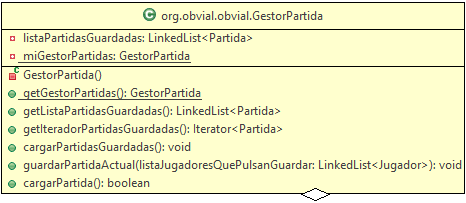 C org.obvial.obvial.GestorPartida
listaPartidasGuardadas: LinkedList<Partida>
miGestorPartidas: GestorPartida
c GestorPartida()
getGestorPartidas(): GestorPartida
getListaPartidasGuardadas(): LinkedList<Partida>
getIteradorPartidasGuardadas(): Iterator<Partida>
cargarPartidasGuardadas(): void
guardarPartidaActual(listaJugadoresQuePulsanGuardar: LinkedList<Jugador>): void
cargarPartida(): boolean